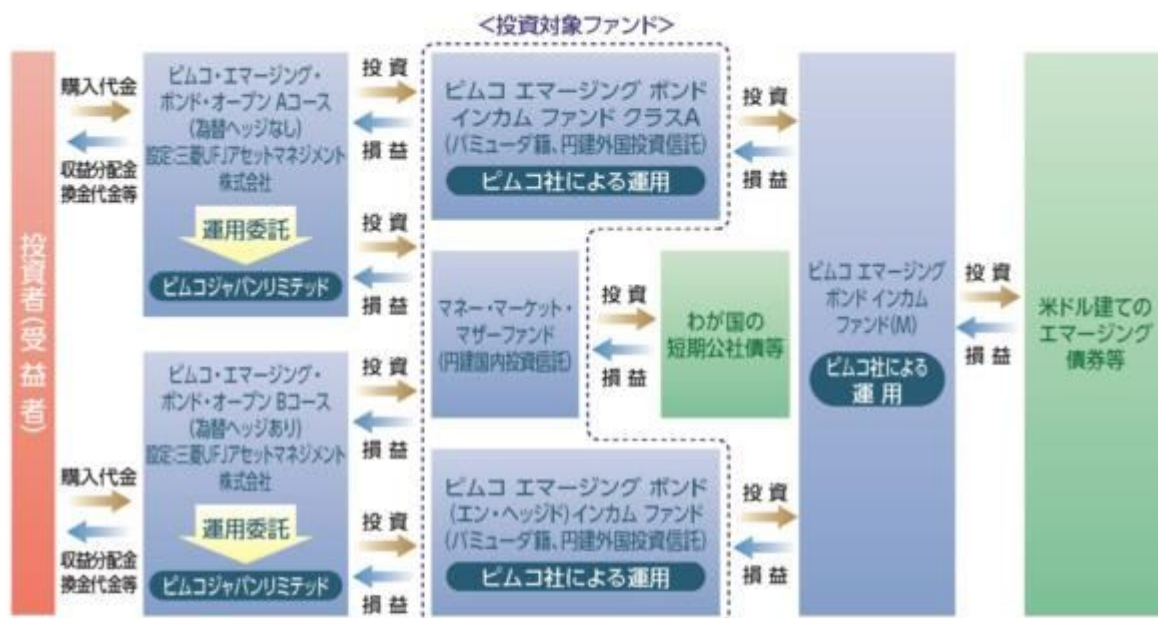 <投資対象ファンド>
投資者(受益者)
購入代金
収益分配金
換金代金等
ピムコ・エマージング・
ボンド・オープン Aコース
(為替ヘッジなし)
設定:三菱UFJアセットマネジメント
株式会社
運用委託
ピムコジャパンリミテッド
投資
損益
投資
損益
ピムコ エマージング ボンド
インカム ファンド クラスA
(バミューダ籍、円建外国投資信託)
ピムコ社による運用
投資
損益
マネー・マーケット・
マザーファンド
(円建国内投資信託)
投資
損益
わが国の
短期公社債等
ピムコ エマージング
ボンド インカム
ファンド(M)
ピムコ社による
運用
投資
損益
米ドル建ての
エマージング
債券等
購入代金
収益分配金
換金代金等
ピムコ・エマージング・
ボンド・オープン Bコース
(為替ヘッジあり)
設定:三菱UFJアセットマネジメント
株式会社
運用委託
ピムコジャパンリミテッド
投資
損益
投資
損益
ピムコ エマージング ボンド
(エン・ヘッジド)インカム ファンド
(バミューダ籍、円建外国投資信託)
ピムコ社による運用
投資
損益